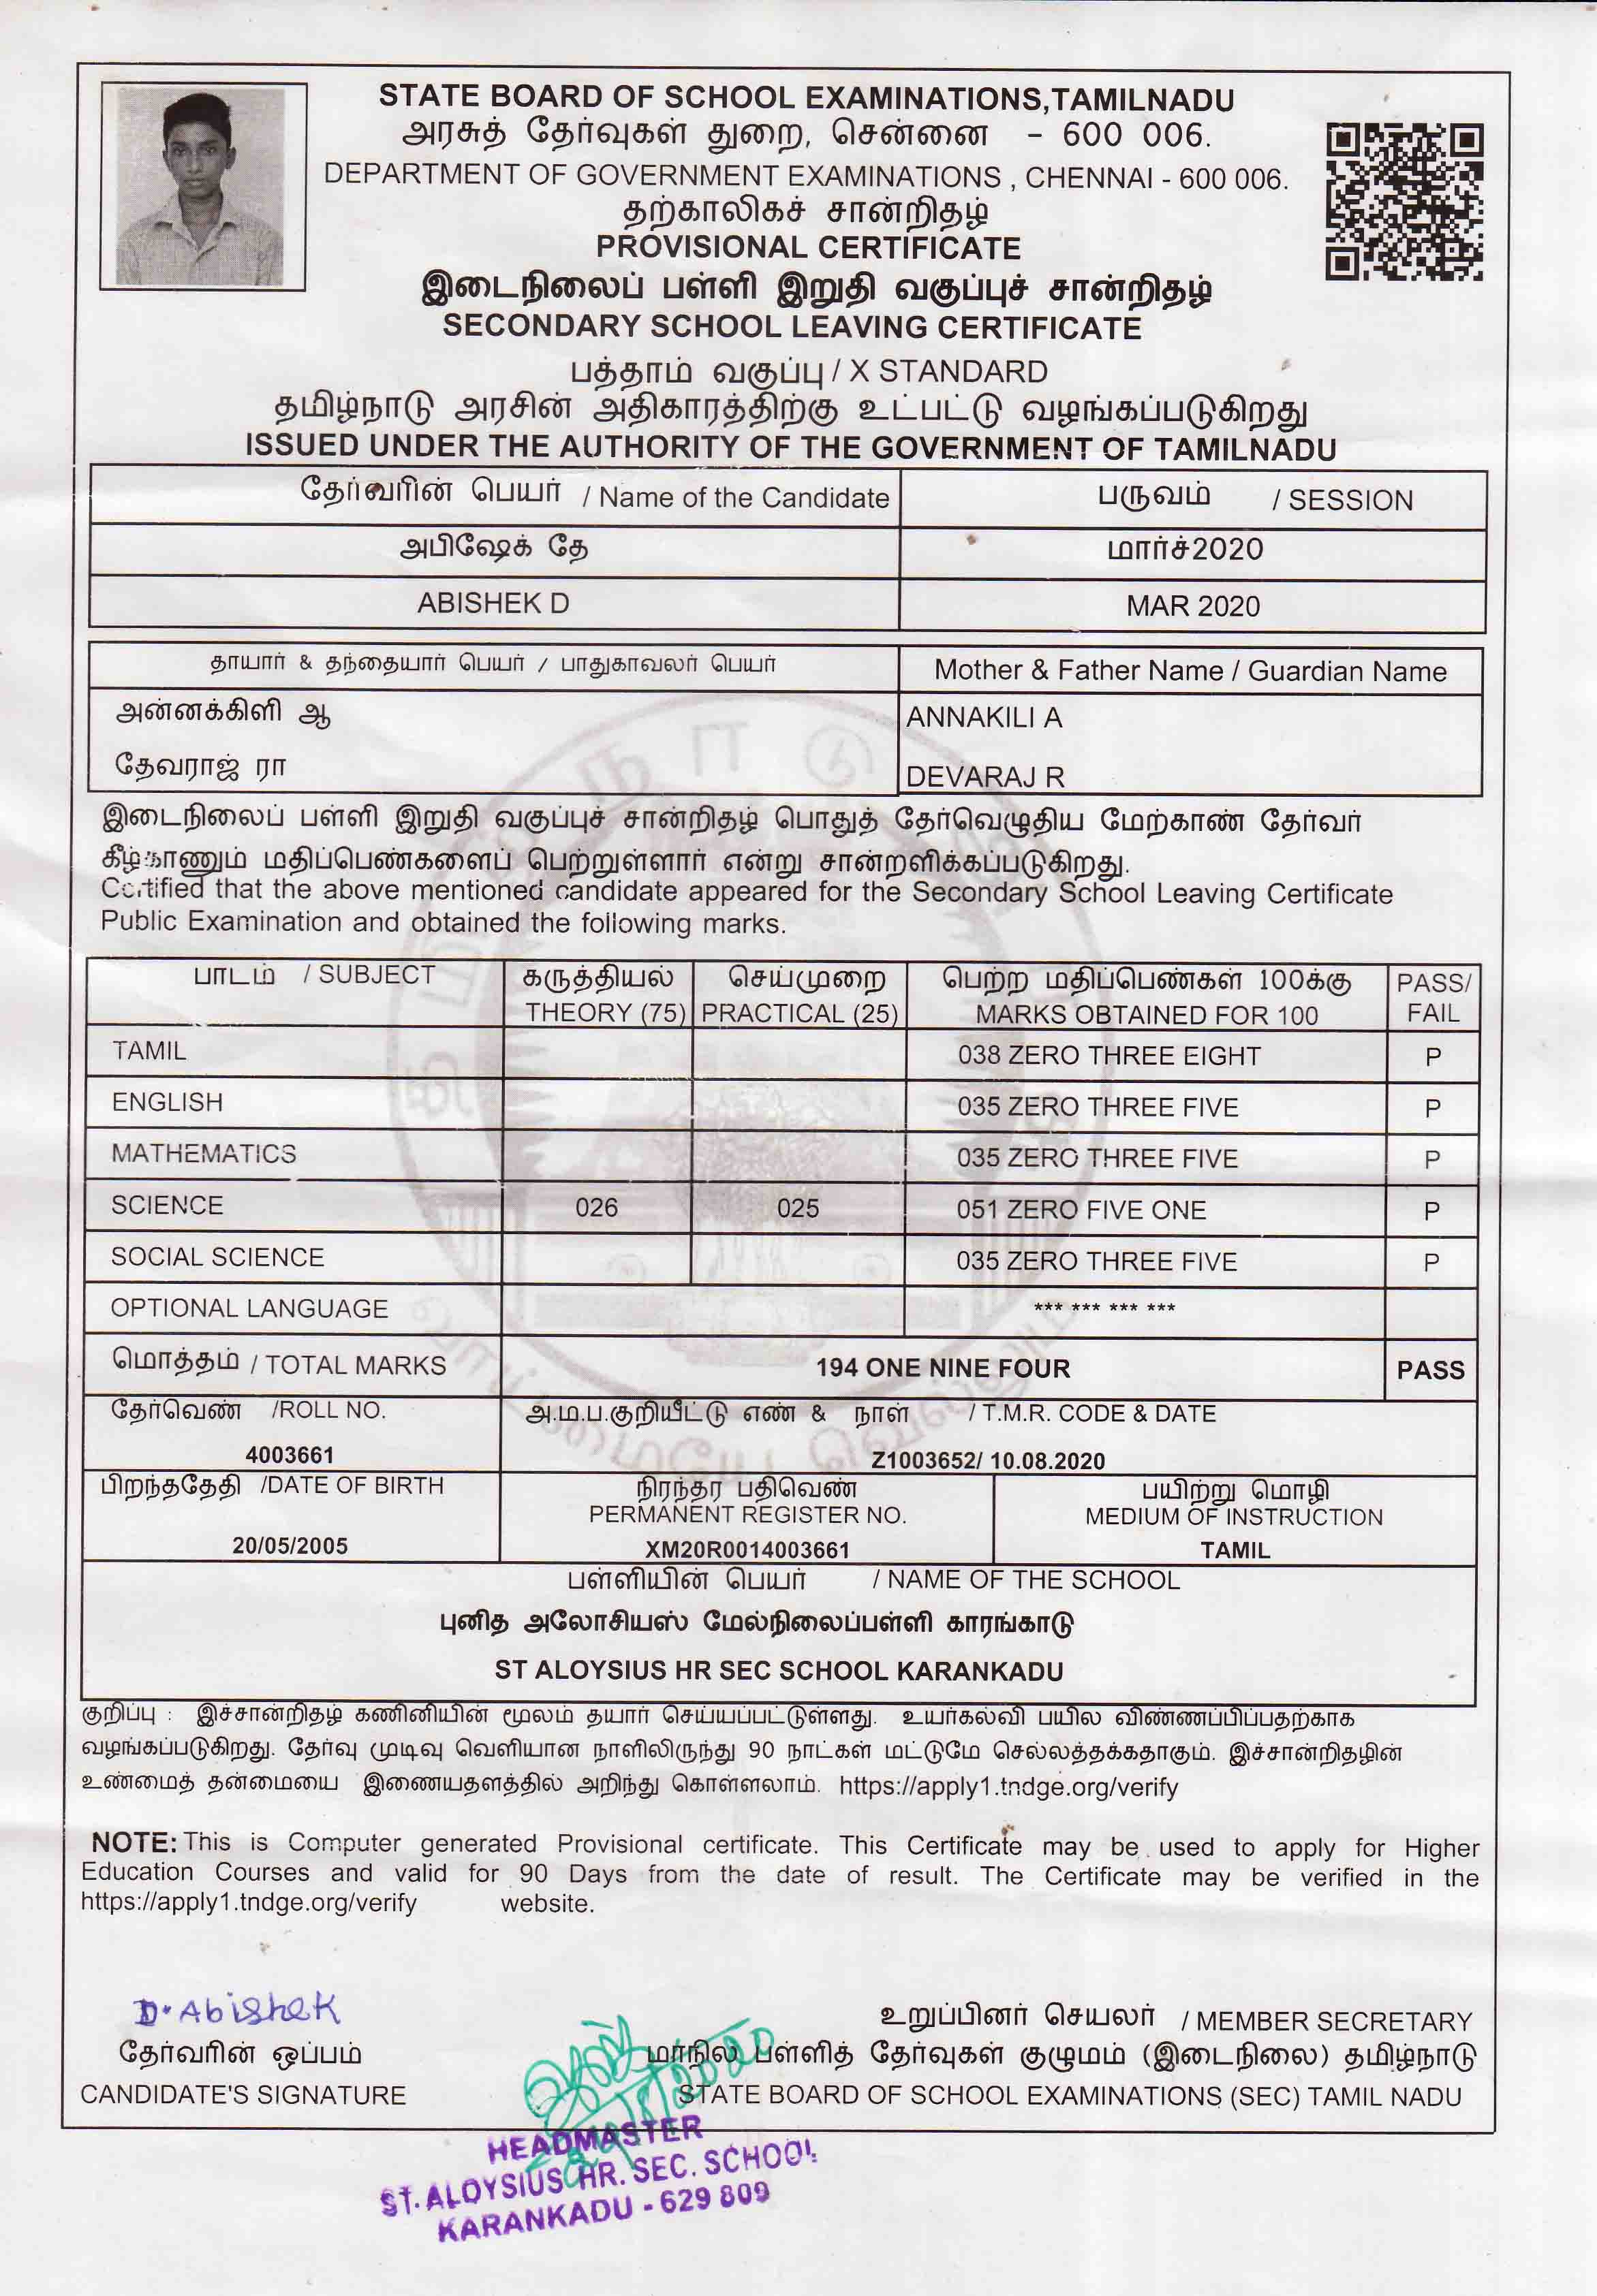 STATE BOARD OF SCHOOL EXAMINATIONS,TAMILNADU
அரசுத் தேர்வுகள் துறை, சென்னை - 600 006.
DEPARTMENT OF GOVERNMENT EXAMINATIONS , CHENNAI - 600 006.
தற்காலிகச் சான்றிதழ்
PROVISIONAL CERTIFICATE
இடைநிலைப் பள்ளி இறுதி வகுப்புச் சான்றிதழ்
SECONDARY SCHOOL LEAVING CERTIFICATE
பத்தாம் வகுப்பு / X STANDARD
தமிழ்நாடு அரசின் அதிகாரத்திற்கு உட்பட்டு வழங்கப்படுகிறது
ISSUED UNDER THE AUTHORITY OF THE GOVERNMENT OF TAMILNADU
தேர்வரின் பெயர் / Name of the Candidate பருவம் / SESSION
அபிஷேக் தே மார்ச்2020
ABISHEK D MAR 2020
தாயார் & தந்தையார் பெயர் / பாதுகாவலர் பெயர் Mother & Father Name / Guardian Name
அன்னக்கிளி ஆ ANNAKILI A
தேவராஜ் ரா DEVARAJ R
இடைநிலைப் பள்ளி இறுதி வகுப்புச் சான்றிதழ் பொதுத் தேர்வெழுதிய மேற்காண் தேர்வர்
கீழ்காணும் மதிப்பெண்களைப் பெற்றுள்ளார் என்று சான்றளிக்கப்படுகிறது.
Certified that the above mentioned candidate appeared for the Secondary School Leaving Certificate
Public Examination and obtained the following marks.
பாடம் / SUBJECT கருத்தியல் செய்முறை பெற்ற மதிப்பெண்கள் 100க்கு PASS/
THEORY (75) PRACTICAL (25) MARKS OBTAINED FOR 100 FAIL
TAMIL 038 ZERO THREE EIGHT P
ENGLISH 035 ZERO THREE FIVE P
MATHEMATICS 035 ZERO THREE FIVE P
SCIENCE 026 025 051 ZERO FIVE ONE P
SOCIAL SCIENCE 035 ZERO THREE FIVE P
OPTIONAL LANGUAGE *** *** *** ***
மொத்தம் / TOTAL MARKS 194 ONE NINE FOUR PASS
தேர்வெண் /ROLL NO. அ.ம.ப.குறியீட்டு எண் & நாள் / T.M.R. CODE & DATE
4003661 Z1003652/ 10.08.2020
பிறந்ததேதி /DATE OF BIRTH நிரந்தர பதிவெண் பயிற்று மொழி
PERMANENT REGISTER NO. MEDIUM OF INSTRUCTION
20/05/2005 XM20R0014003661 TAMIL
பள்ளியின் பெயர் / NAME OF THE SCHOOL
புனித அலோசியஸ் மேல்நிலைப்பள்ளி காரங்காடு
ST ALOYSIUS HR SEC SCHOOL KARANKADU
குறிப்பு : இச்சான்றிதழ் கணினியின் மூலம் தயார் செய்யப்பட்டுள்ளது. உயர்கல்வி பயில விண்ணப்பிப்பதற்காக
வழங்கப்படுகிறது. தேர்வு முடிவு வெளியான நாளிலிருந்து 90 நாட்கள் மட்டுமே செல்லத்தக்கதாகும். இச்சான்றிதழின்
உண்மைத் தன்மையை இணையதளத்தில் அறிந்து கொள்ளலாம். https://apply1.tndge.org/verify
NOTE: This is Computer generated Provisional certificate. This Certificate may be used to apply for Higher
Education Courses and valid for 90 Days from the date of result. The Certificate may be verified in the
https://apply1.tndge.org/verify website.
D. Abishek
உறுப்பினர் செயலர் / MEMBER SECRETARY
தேர்வரின் ஒப்பம் மாநில பள்ளித் தேர்வுகள் குழுமம் (இடைநிலை) தமிழ்நாடு
CANDIDATE'S SIGNATURE STATE BOARD OF SCHOOL EXAMINATIONS (SEC) TAMIL NADU
HEADMASTER
ST. ALOYSIUS HR. SEC. SCHOOL
KARANKADU - 629 809